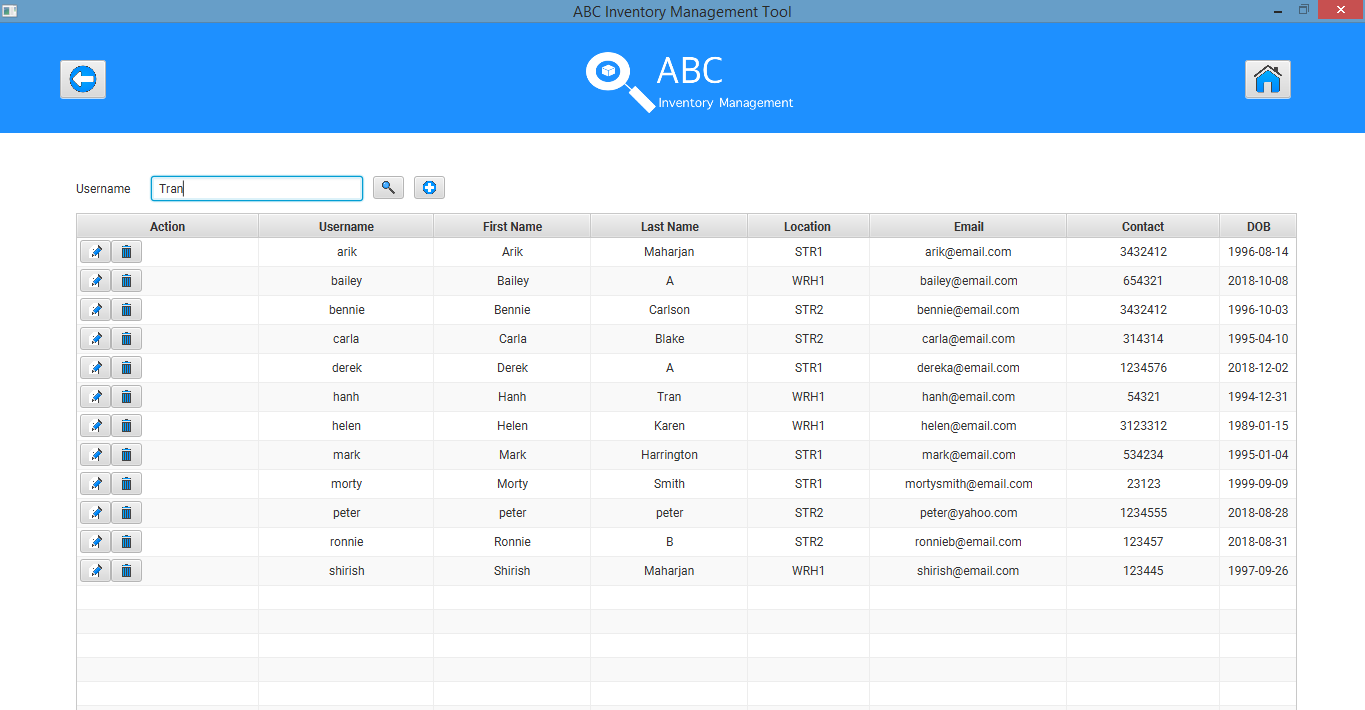 ABC Inventory Management Tool
ABC
Inventory Management
Username Tran
Action Username First Name Last Name Location Email Contact DOB
arik Arik Maharjan STR1 arik@email.com 3432412 1996-08-14
bailey Bailey A WRH1 bailey@email.com 654321 2018-10-08
bennie Bennie Carlson STR2 bennie@email.com 3432412 1996-10-03
carla Carla Blake STR2 carla@email.com 314314 1995-04-10
derek Derek A STR1 dereka@email.com 1234576 2018-12-02
hanh Hanh Tran WRH1 hanh@email.com 54321 1994-12-31
helen Helen Karen WRH1 helen@email.com 3123312 1989-01-15
mark Mark Harrington STR1 mark@email.com 534234 1995-01-04
morty Morty Smith STR1 mortysmith@email.com 23123 1999-09-09
peter peter peter STR2 peter@yahoo.com 1234555 2018-08-28
ronnie Ronnie B STR2 ronnieb@email.com 123457 2018-08-31
shirish Shirish Maharjan WRH1 shirish@email.com 123445 1997-09-26